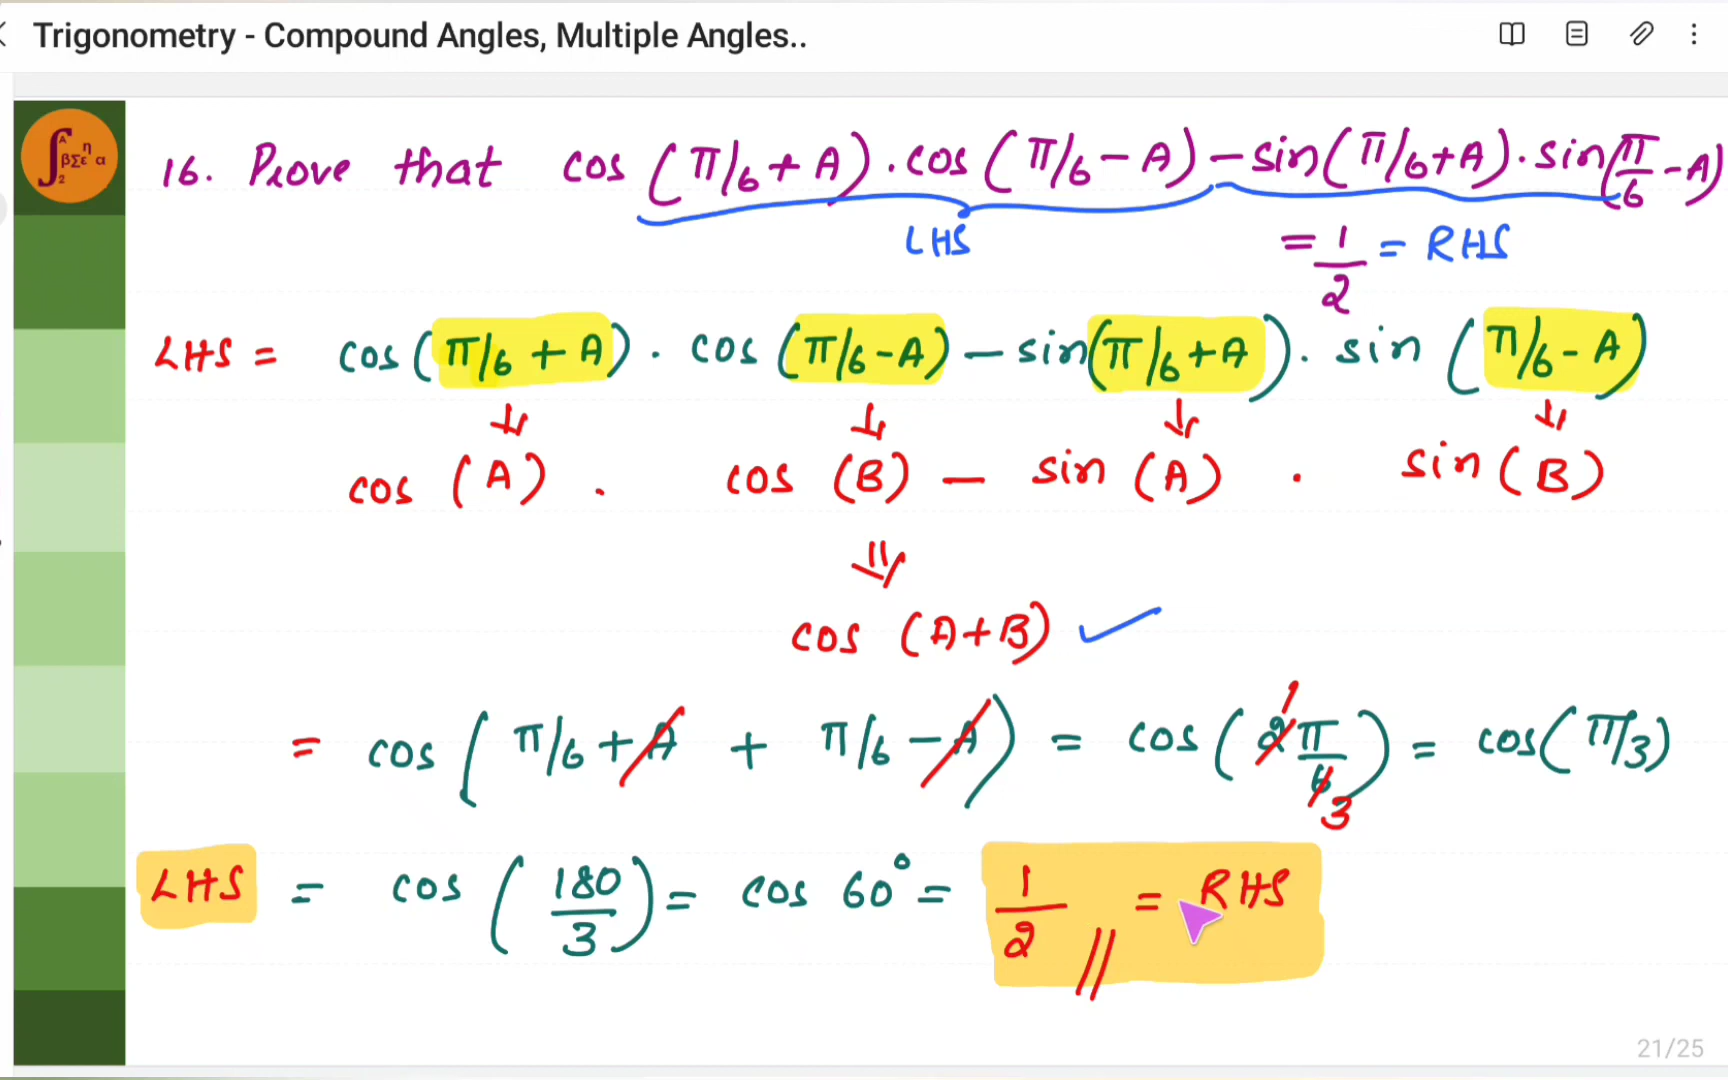 Trigonometry - Compound Angles, Multiple Angles..
16. Prove that cos (π/6 + A) . cos (π/6 - A) - sin (π/6 + A) . sin (π/6 - A)
LHS
= 1/2 = RHS
LHS = cos (π/6 + A) . cos (π/6 - A) - sin (π/6 + A) . sin (π/6 - A)
cos (A) . cos (B) - sin (A) . sin (B)
cos (A+B) ✓
= cos (π/6 + A + π/6 - A) = cos (2π/6) = cos (π/3)
1
3
LHS = cos (180/3) = cos 60° = 1/2 // = RHS
21/25